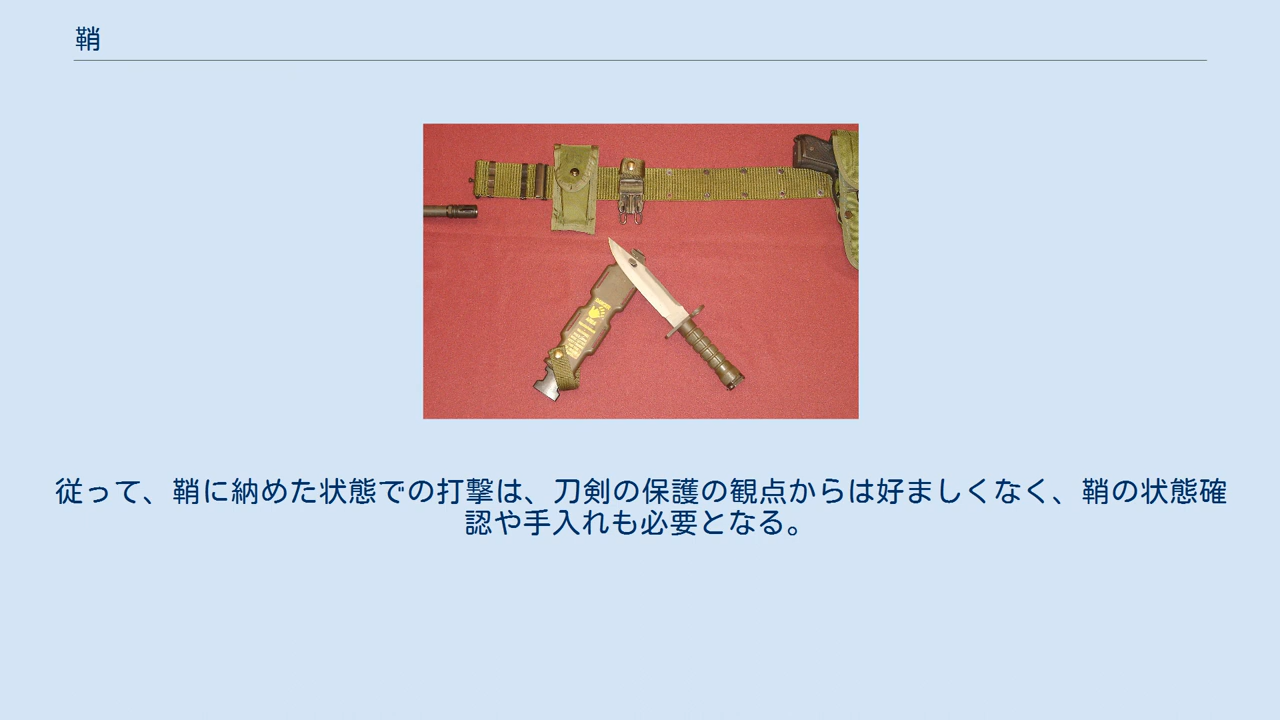 鞘
従って、鞘に納めた状態での打撃は、刀剣の保護の観点からは好ましくなく、鞘の状態確
認や手入れも必要となる。